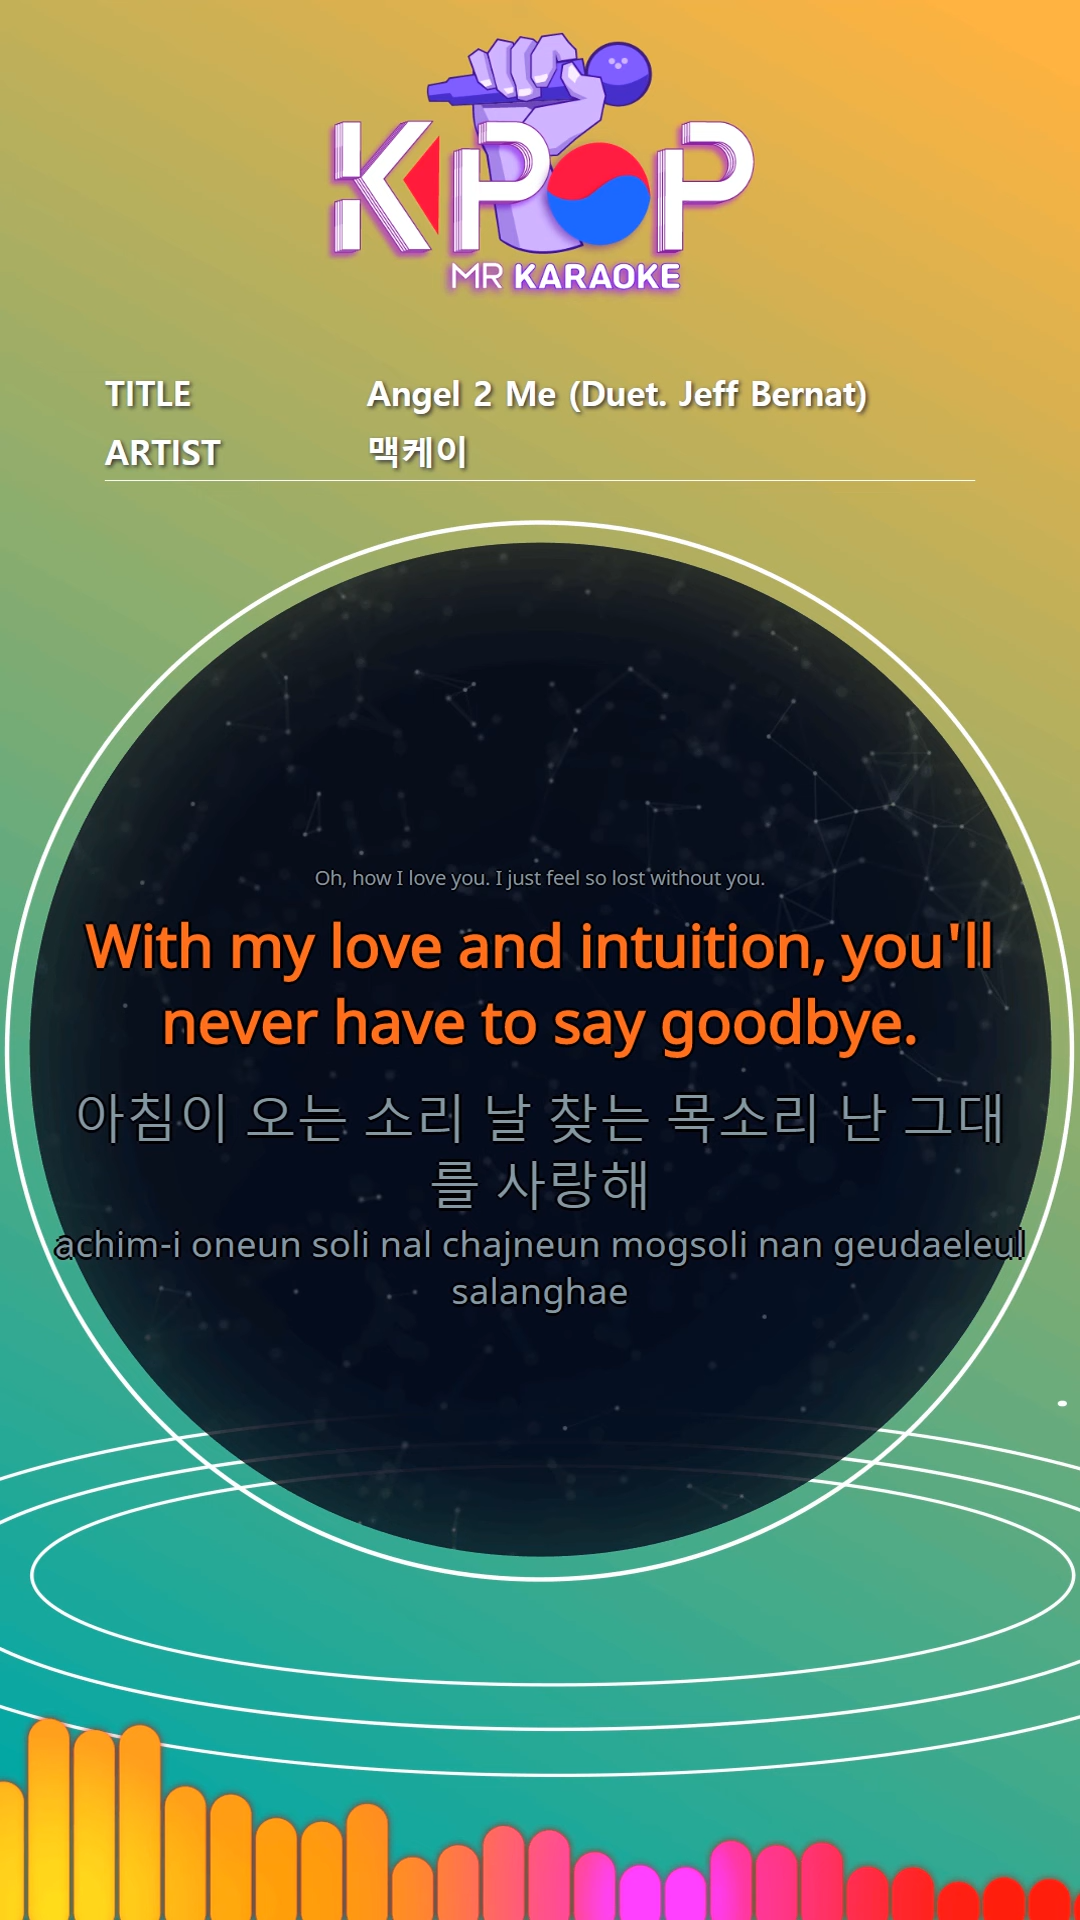 KPOP
MR KARAOKE
TITLE Angel 2 Me (Duet. Jeff Bernat)
ARTIST 맥케이
Oh, how I love you. I just feel so lost without you.
With my love and intuition, you'll
never have to say goodbye.
아침이 오는 소리 날 찾는 목소리 난 그대
를 사랑해
achim-i oneun soli nal chajneun mogsoli nan geudaeleul
salanghae